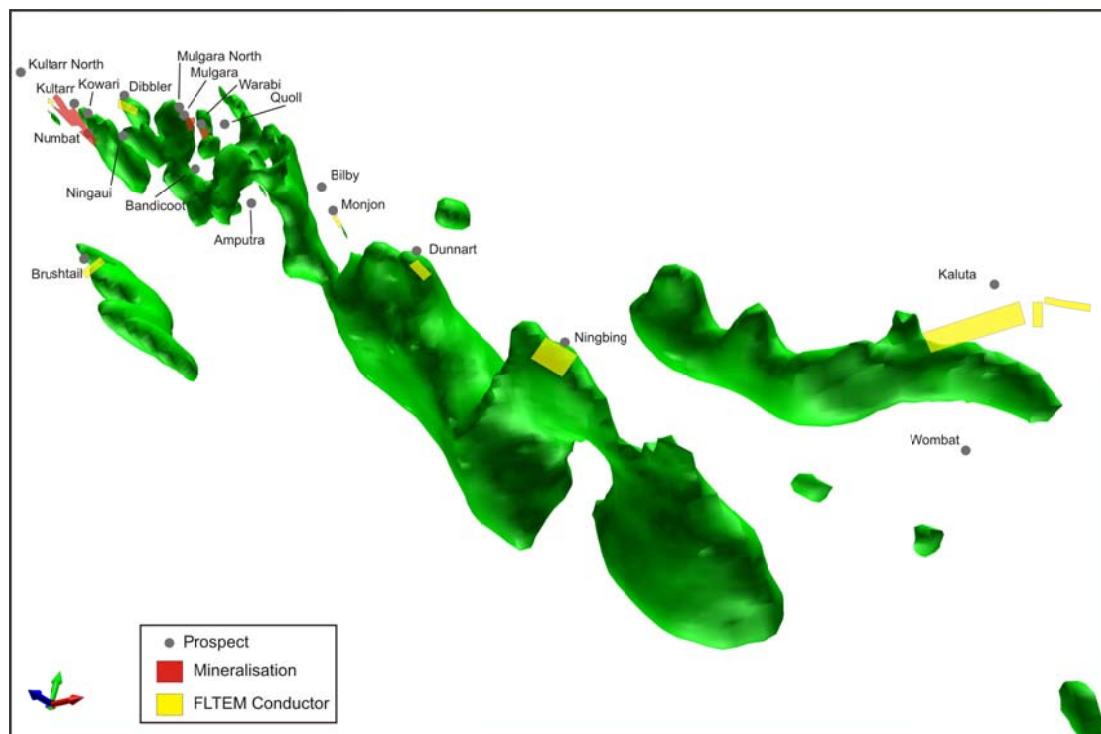 Mulgara North
Kultarr North
Mulgara
Kultarr
Kowari
Dibbler
Warabi
Quoll
Numbat
Ningaui
Bilby
Bandicoot
Monjon
Amputra
Dunnart
Brushtail
Kaluta
Ningbing
Wombat
Prospect
Mineralisation
FLTEM Conductor